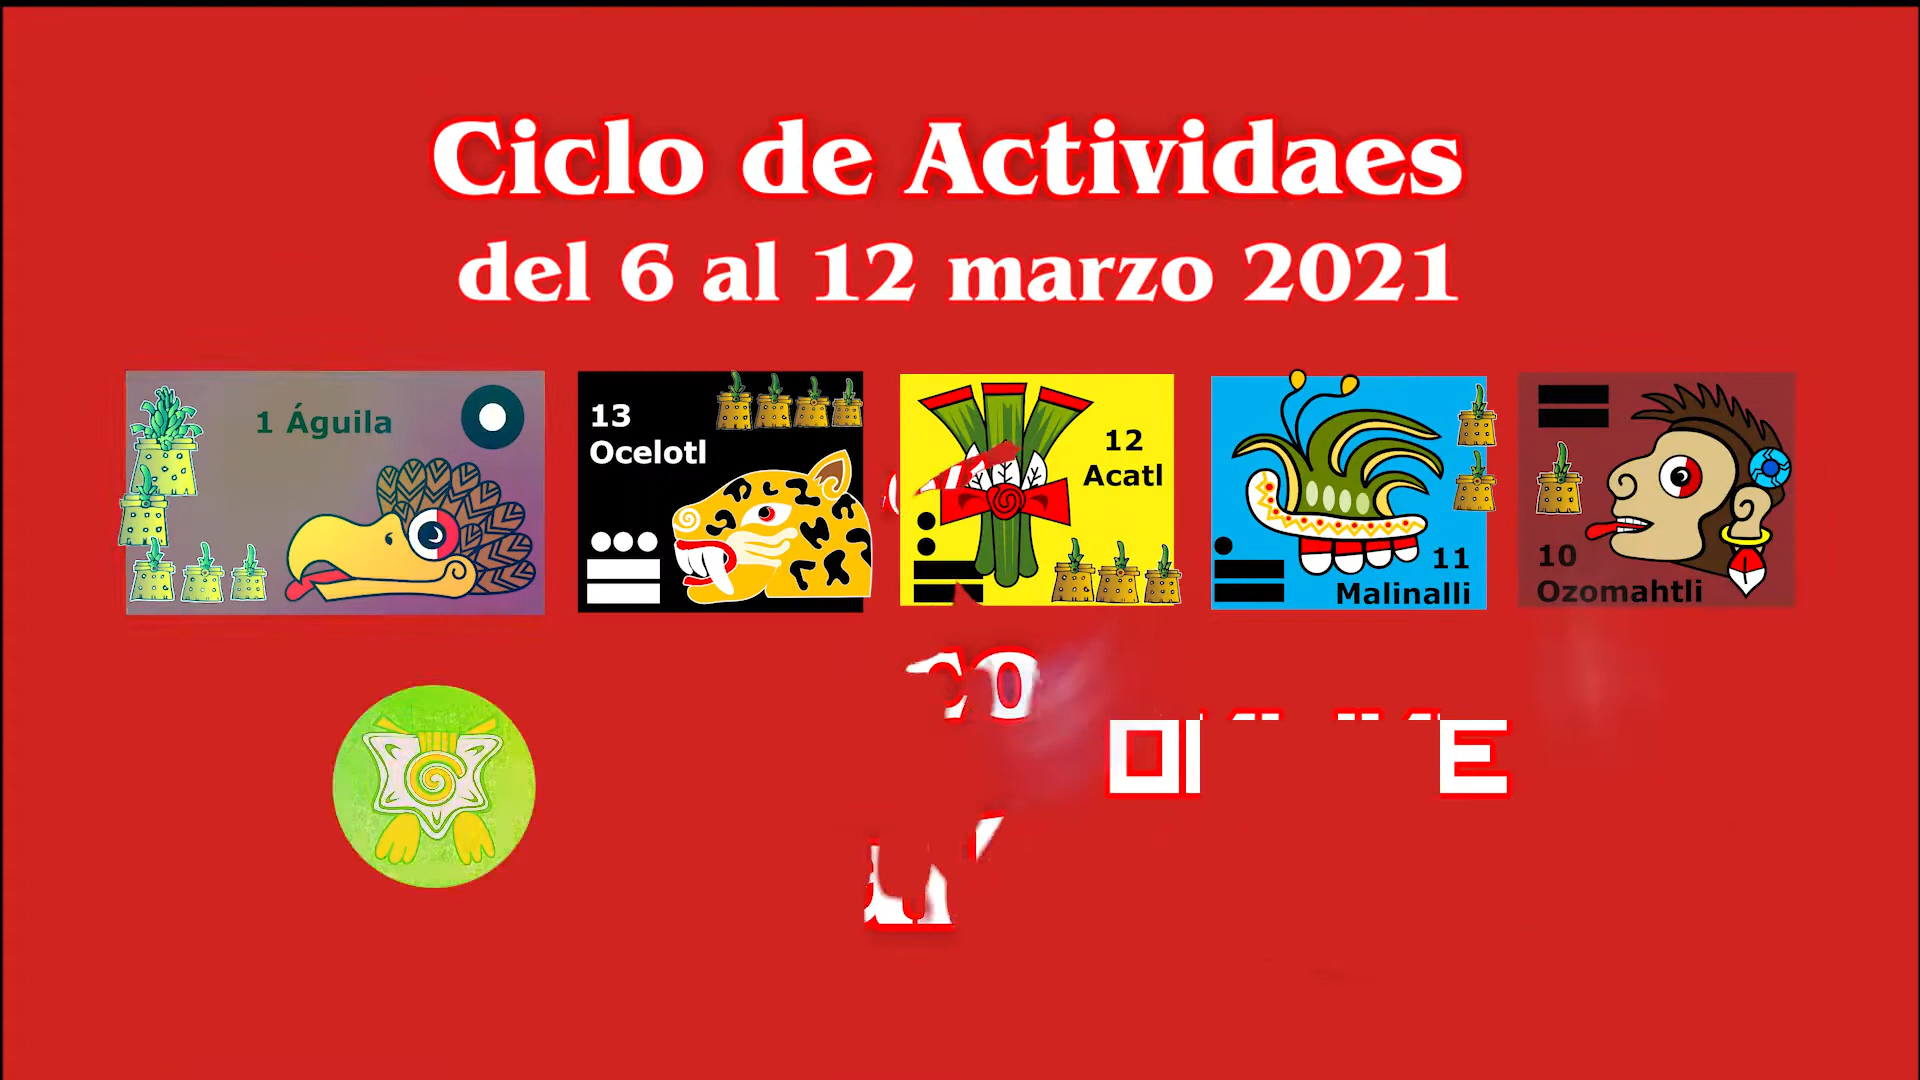 Ciclo de Actividaes
del 6 al 12 marzo 2021
1 Águila
13
Ocelotl
12
Acatl
11
Malinalli
10
Ozomahtli